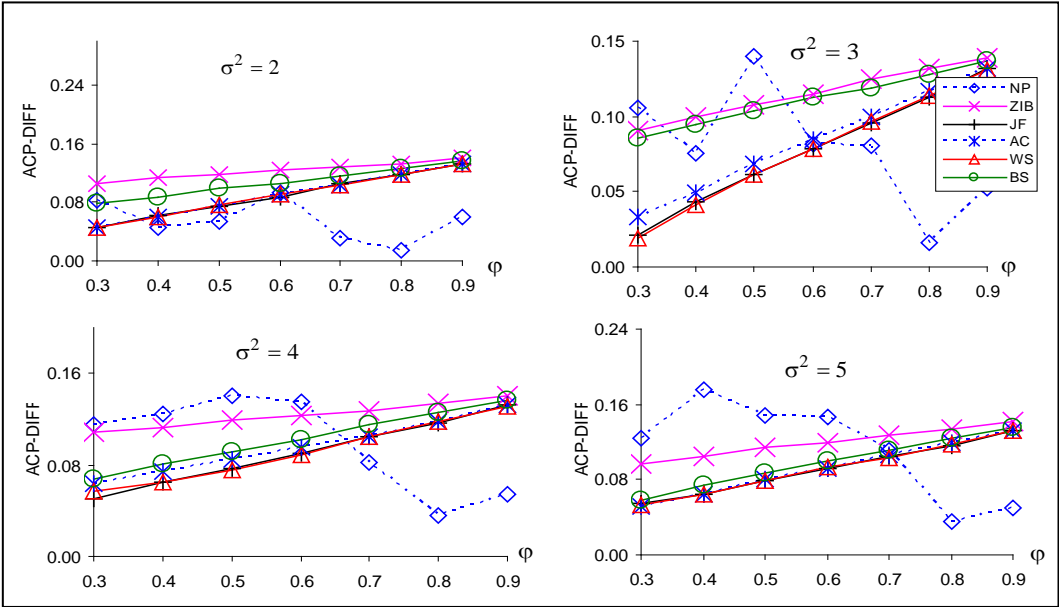 σ² = 2
ACP-DIFF
0.24
0.16
0.08
0.00
0.3 0.4 0.5 0.6 0.7 0.8 0.9
φ
σ² = 3
AC-PDIFF
0.15
0.10
0.05
0.00
0.3 0.4 0.5 0.6 0.7 0.8 0.9
φ
NP
ZIB
JF
AC
WS
BS
σ² = 4
ACP-DIFF
0.16
0.08
0.00
0.3 0.4 0.5 0.6 0.7 0.8 0.9
φ
σ² = 5
ACP-DIFF
0.24
0.16
0.08
0.00
0.3 0.4 0.5 0.6 0.7 0.8 0.9
φ